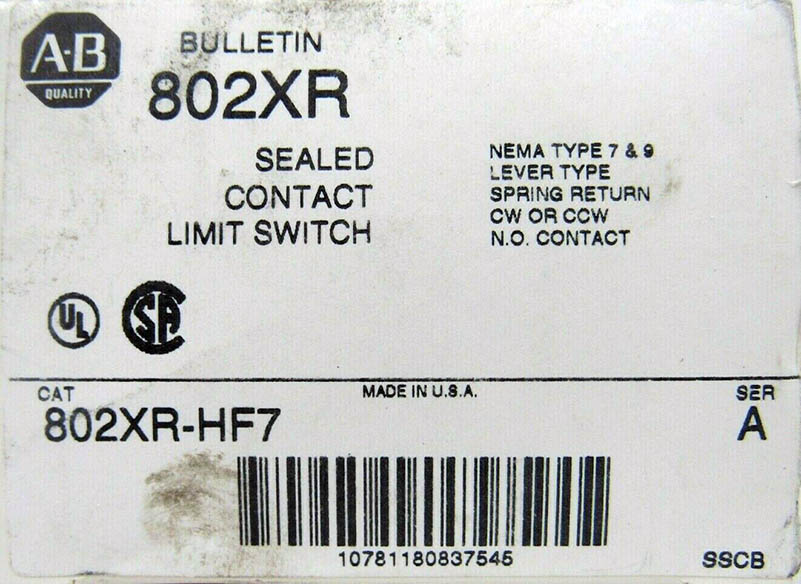 A-B
QUALITY
BULLETIN
802XR
SEALED
CONTACT
LIMIT SWITCH
NEMA TYPE 7 & 9
LEVER TYPE
SPRING RETURN
CW OR CCW
N.O. CONTACT
UL
SA
CAT
802XR-HF7
MADE IN U.S.A.
SER
A
10781180837545
SSCB